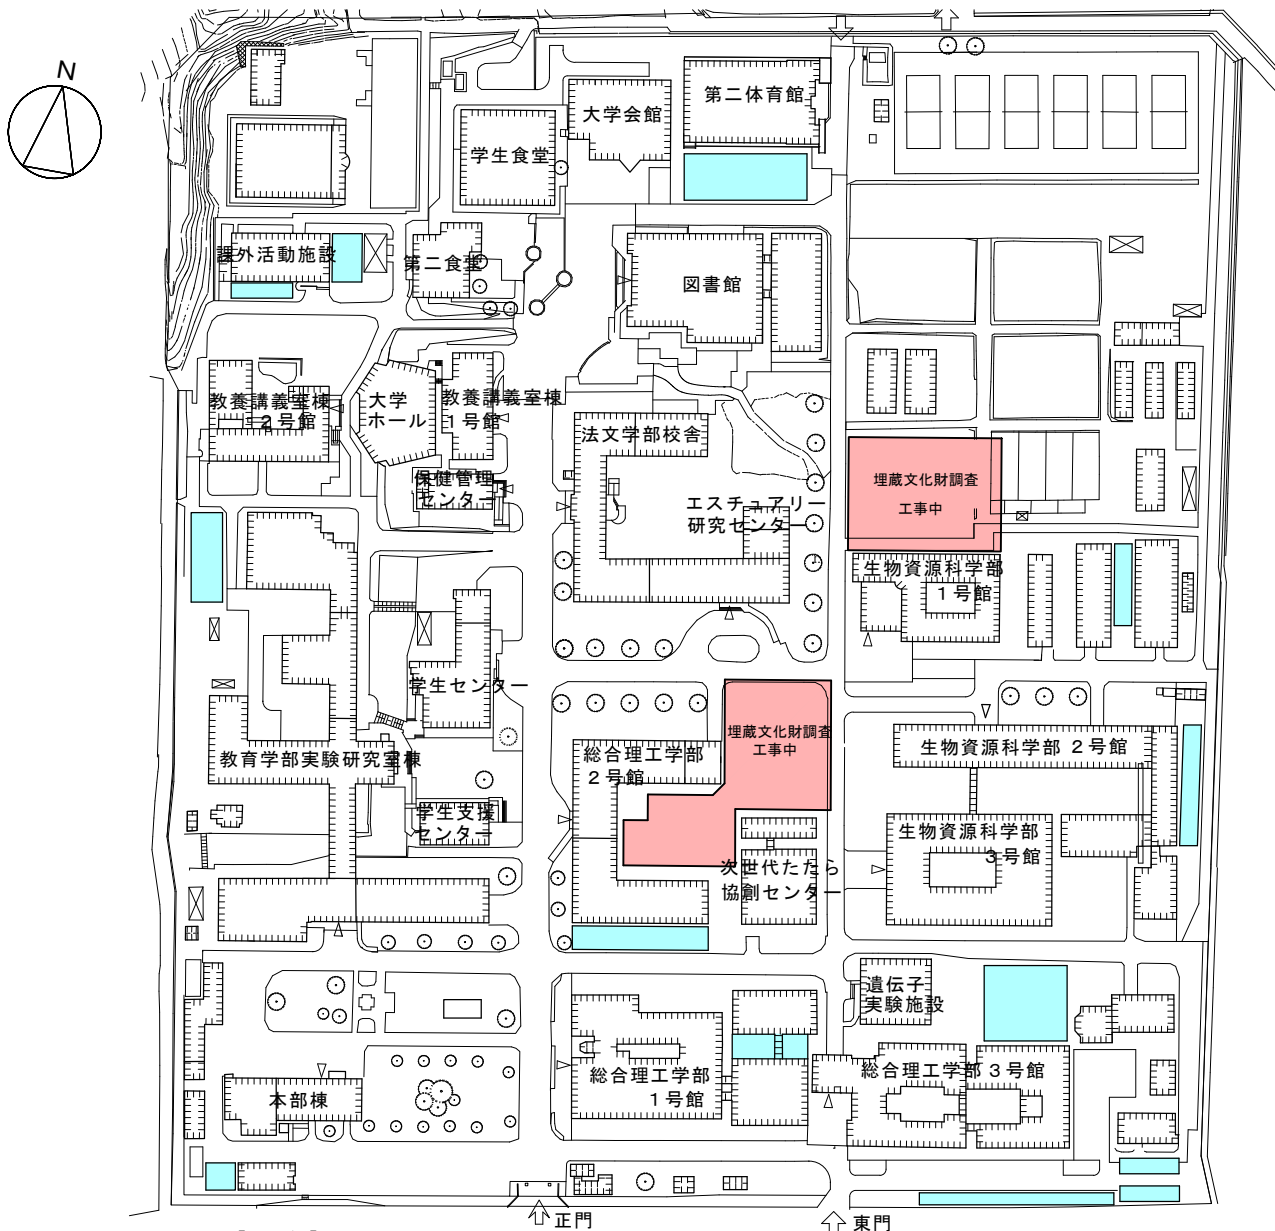 N
第二体育館
大学会館
学生食堂
課外活動施設
第二食堂
図書館
教養講義室棟
2号館
大学
ホール
教養講義室棟
1号館
法文学部校舎
保健管理
センター
エスチュアリー
研究センター
埋蔵文化財調査
工事中
生物資源科学部
1号館
学生センター
埋蔵文化財調査
工事中
総合理工学部
2号館
生物資源科学部 2号館
教育学部実験研究室棟
学生支援
センター
生物資源科学部
3号館
次世代たたら
協創センター
遺伝子
実験施設
総合理工学部
1号館
総合理工学部3号館
本部棟
正門
東門